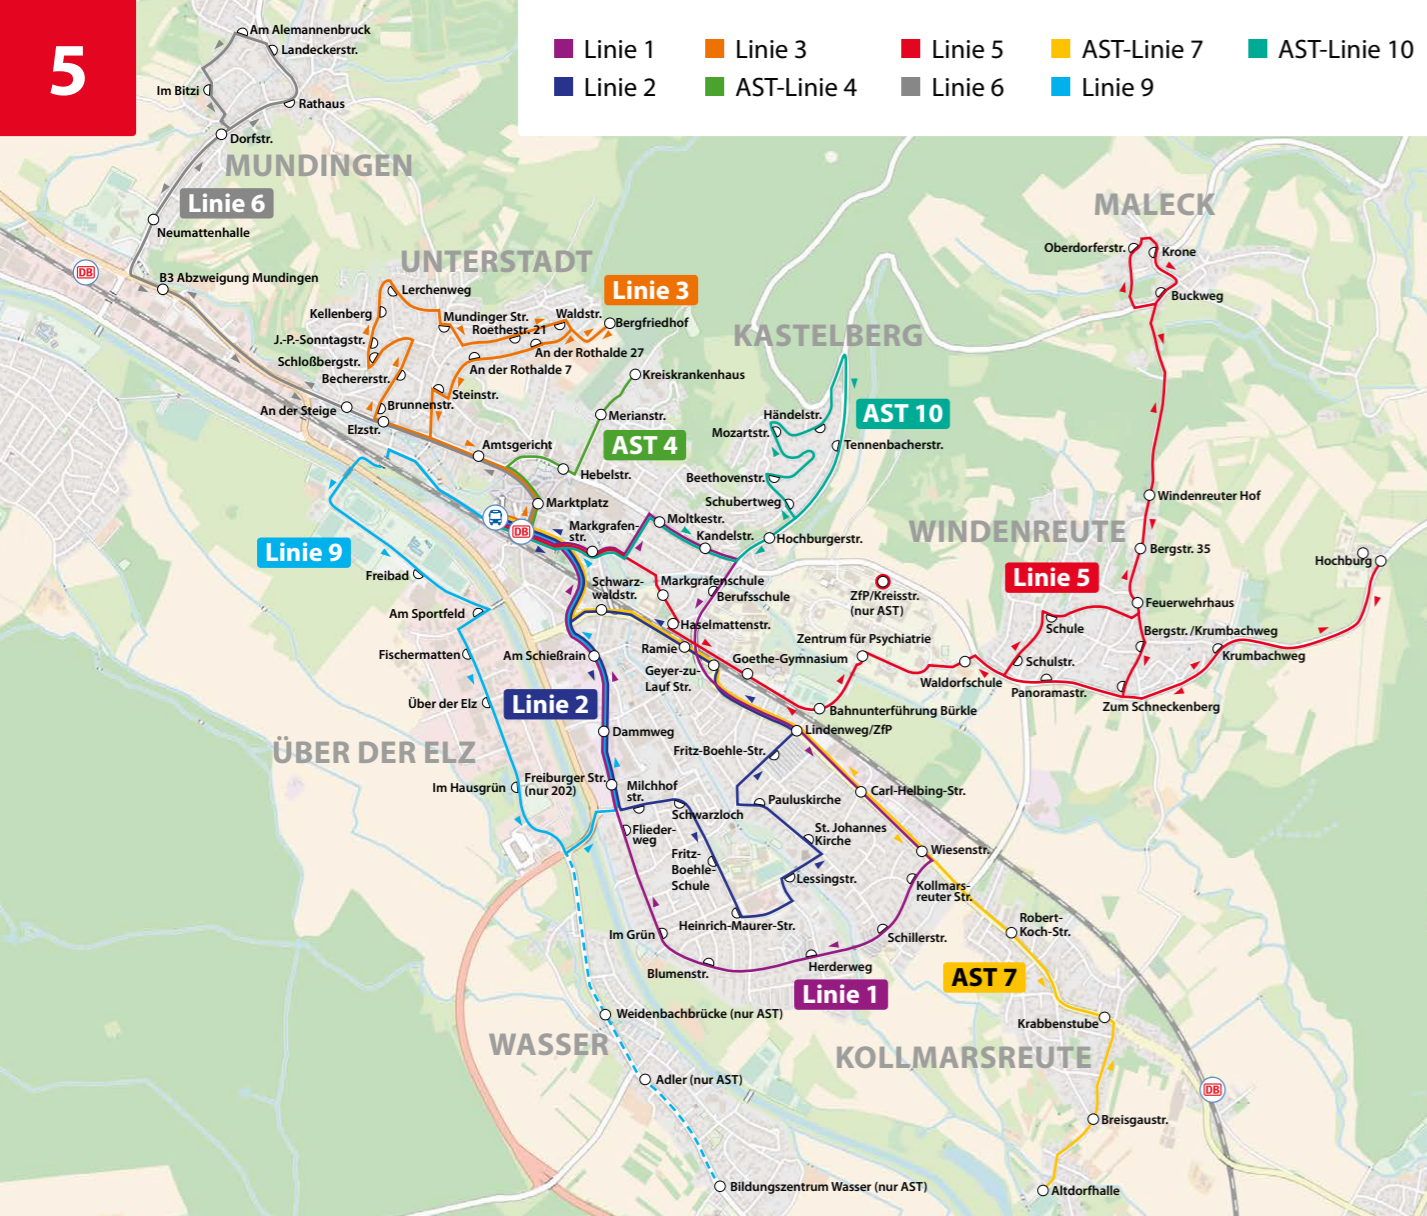 5
Linie 1
Linie 3
Linie 5
AST-Linie 7
AST-Linie 10
Linie 2
AST-Linie 4
Linie 6
Linie 9
Am Alemannenbruck
Landeckerstr.
Im Bitzi
Rathaus
Dorfstr.
MUNDINGEN
Linie 6
Neumattenhalle
DB
B3 Abzweigung Mundingen
UNTERSTADT
Lerchenweg
Linie 3
Kellenberg
Mundinger Str.
Waldstr.
Bergfriedhof
Roethestr. 21
J.-P.-Sonntagstr.
Schloßbergstr.
An der Rothalde 27
An der Rothalde 7
Bechererstr.
Steinstr.
Brunnenstr.
An der Steige
Elzstr.
Kreiskrankenhaus
Merianstr.
AST 4
Amtsgericht
Hebelstr.
Marktplatz
DB
Markgrafen-
str.
Moltkestr.
Kandelstr.
Hochburgerstr.
KASTELBERG
Händelstr.
AST 10
Mozartstr.
Tennenbacherstr.
Beethovenstr.
Schubertweg
MALECK
Oberdorferstr.
Krone
Buckweg
WINDENREUTE
Windenreuter Hof
Bergstr. 35
Hochburg
Linie 5
Feuerwehrhaus
Schule
Bergstr./Krumbachweg
Krumbachweg
Schulstr.
Panoramastr.
Zum Schneckenberg
Waldorfschule
ZfP/Kreisstr.
(nur AST)
Zentrum für Psychiatrie
Markgrafenschule
Berufsschule
Schwarz-
waldstr.
Haselmattenstr.
Ramie
Goethe-Gymnasium
Geyer-zu-
Lauf Str.
Bahnunterführung Bürkle
Lindenweg/ZfP
Linie 9
Freibad
Am Sportfeld
Fischermatten
Am Schießrain
Über der Elz
Linie 2
ÜBER DER ELZ
Dammweg
Im Hausgrün
Freiburger Str.
(nur 202)
Milchhof
str.
Fritz-Boehle-Str.
Schwarzloch
Pauluskirche
Carl-Helbing-Str.
Flieder-
weg
St. Johannes
Kirche
Fritz-
Boehle-
Schule
Lessingstr.
Wiesenstr.
Kollmars-
reuter Str.
Heinrich-Maurer-Str.
Im Grün
Blumenstr.
Herderweg
Schillerstr.
Robert-
Koch-Str.
Linie 1
AST 7
Weidenbachbrücke (nur AST)
WASSER
Krabbenstube
KOLLMARSREUTE
Adler (nur AST)
DB
Breisgaustr.
Bildungszentrum Wasser (nur AST)
Altdorfhalle